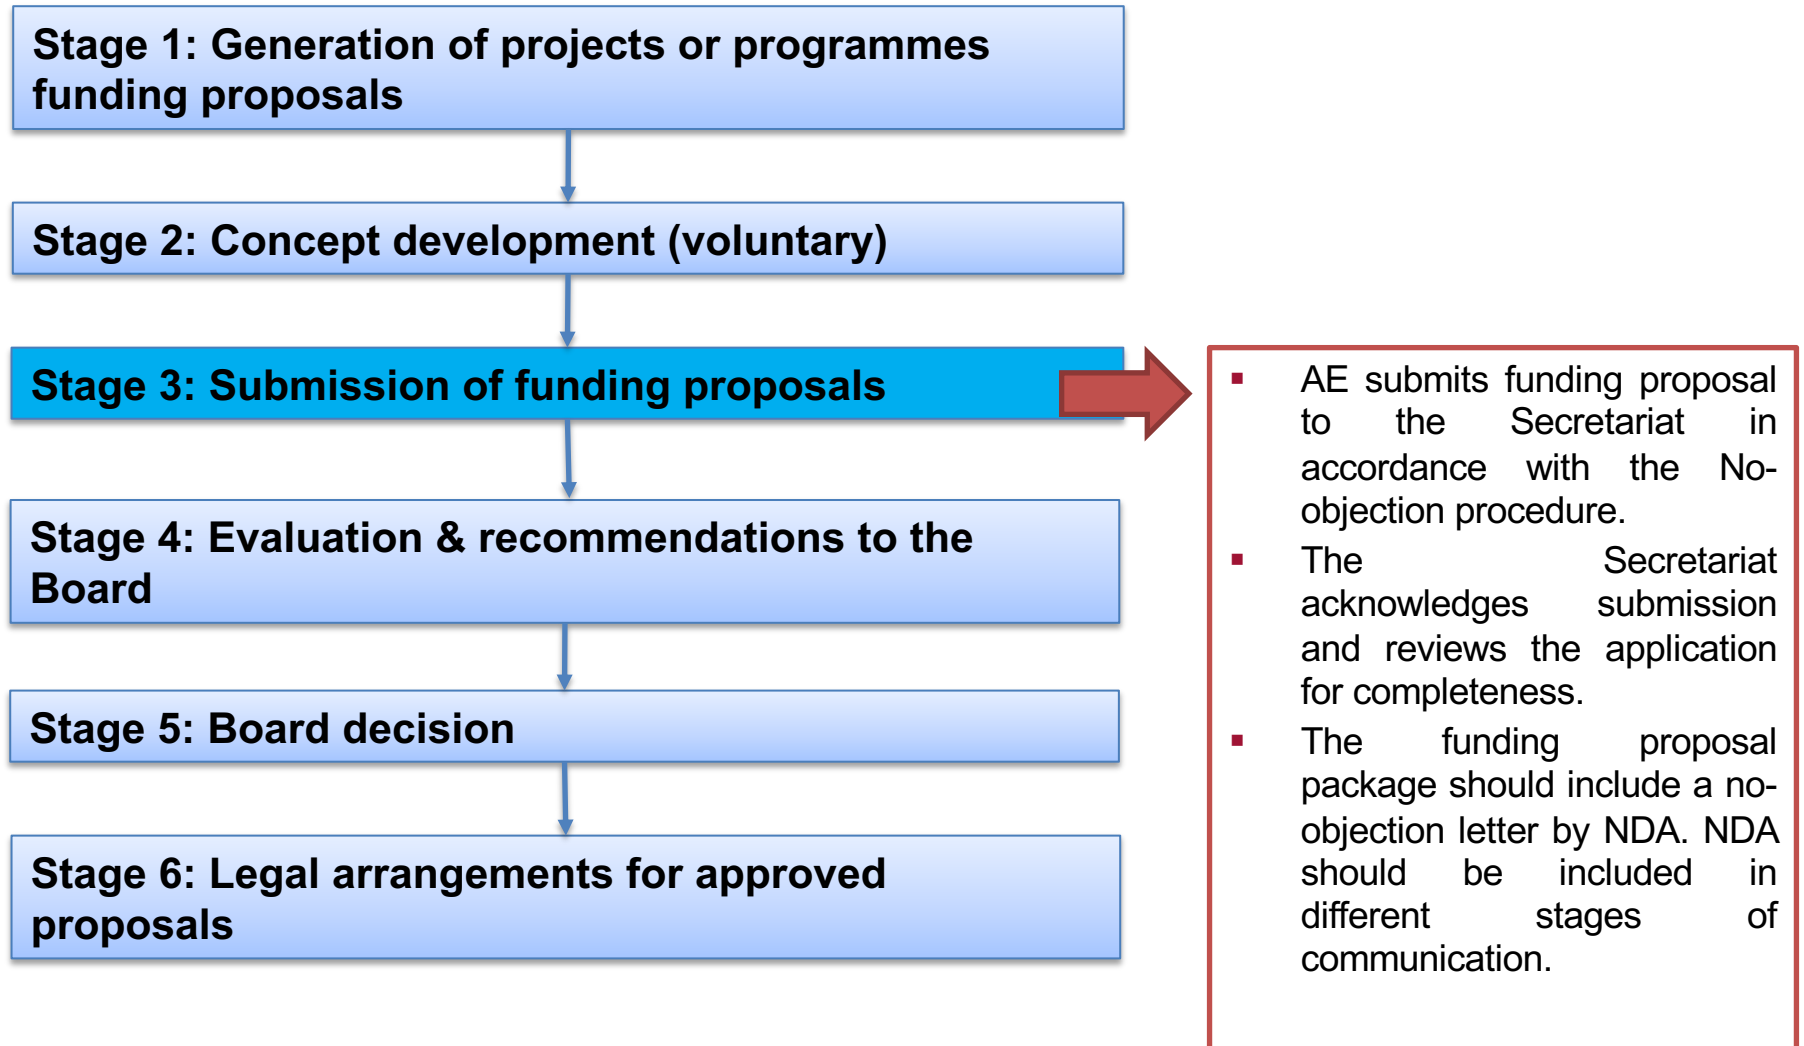 Stage 1: Generation of projects or programmes
funding proposals
Stage 2: Concept development (voluntary)
Stage 3: Submission of funding proposals
Stage 4: Evaluation & recommendations to the
Board
Stage 5: Board decision
Stage 6: Legal arrangements for approved
proposals
▪ AE submits funding proposal
to the Secretariat in
accordance with the No-
objection procedure.
▪ The Secretariat
acknowledges submission
and reviews the application
for completeness.
▪ The funding proposal
package should include a no-
objection letter by NDA. NDA
should be included in
different stages of
communication.